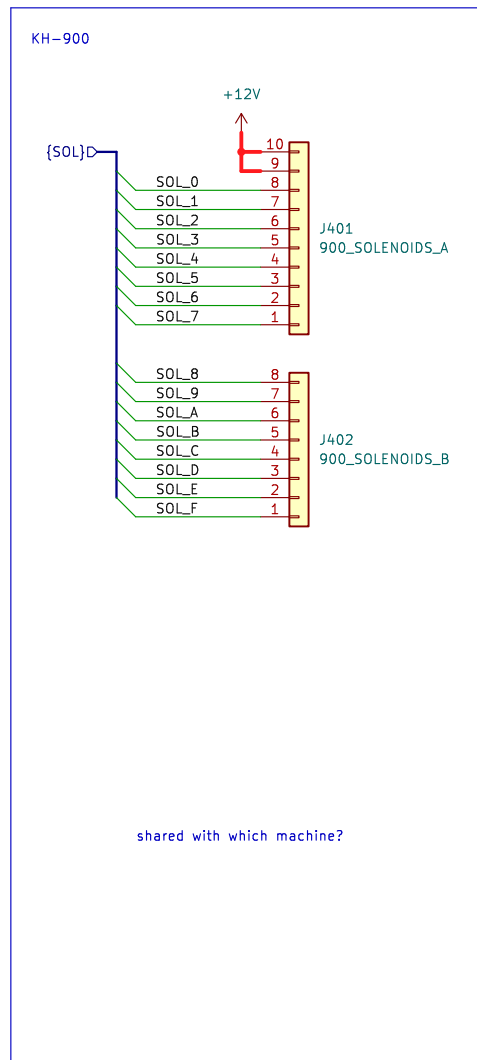 KH-900
+12V
{SOL}
10
9
SOL_0 8
SOL_1 7
SOL_2 6
SOL_3 5
SOL_4 4
SOL_5 3
SOL_6 2
SOL_7 1
J401
900_SOLENOIDS_A
SOL_8 8
SOL_9 7
SOL_A 6
SOL_B 5
SOL_C 4
SOL_D 3
SOL_E 2
SOL_F 1
J402
900_SOLENOIDS_B
shared with which machine?